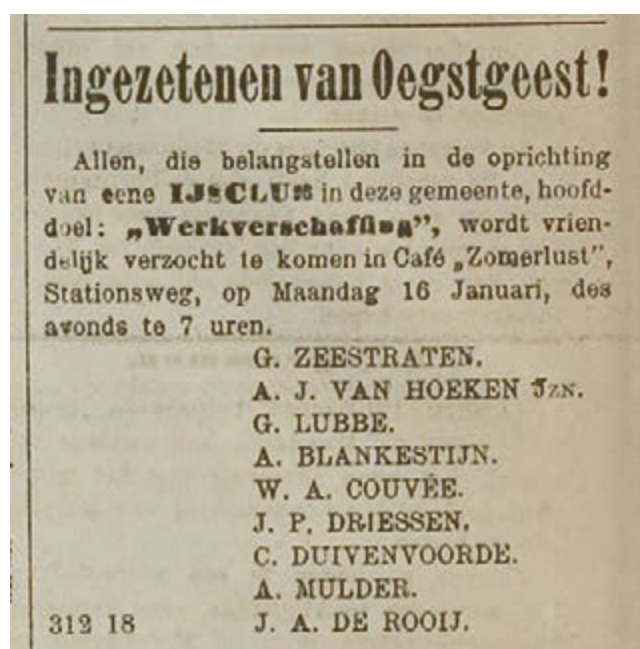 Ingezetenen van Oegstgeest!
Allen, die belangstellen in de oprichting
van eene IJSCLUB in deze gemeente, hoofd-
doel: „Werkverschaffing”, wordt vrien-
delijk verzocht te komen in Café „Zomerlust”,
Stationsweg, op Maandag 16 Januari, des
avonds te 7 uren.
G. ZEESTRATEN.
A. J. VAN HOEKEN JZN.
G. LUBBE.
A. BLANKESTIJN.
W. A. COUVÉE.
J. P. DRIESSEN.
C. DUIVENVOORDE.
A. MULDER.
312 18 J. A. DE ROOIJ.